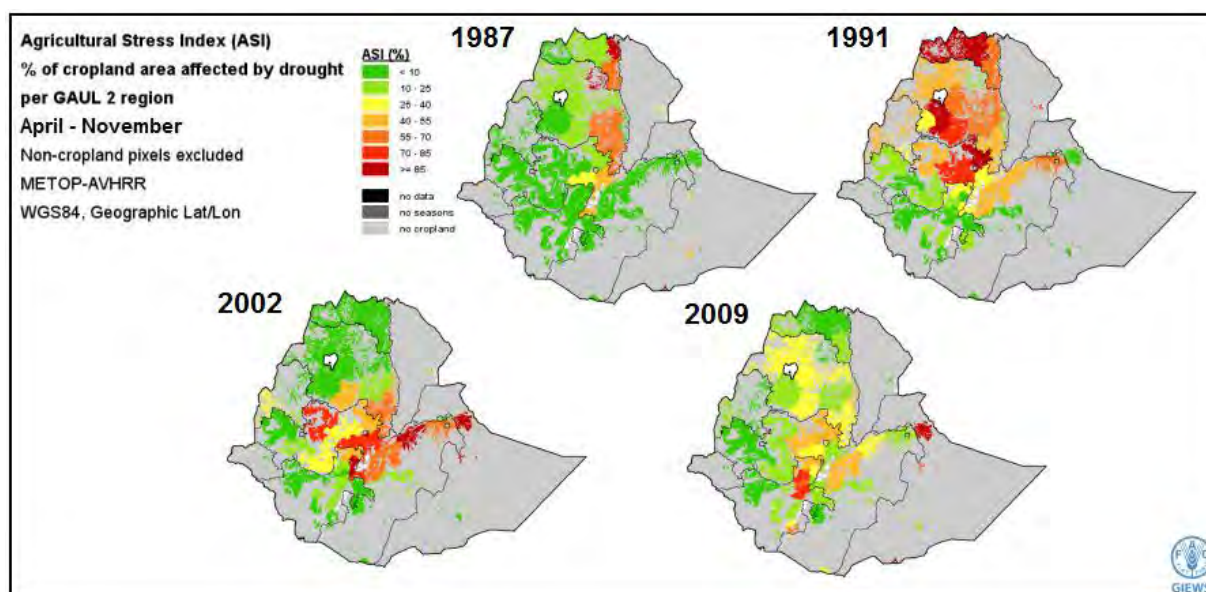 Agricultural Stress Index (ASI)
% of cropland area affected by drought
per GAUL 2 region
April - November
Non-cropland pixels excluded
METOP-AVHRR
WGS84, Geographic Lat/Lon
ASI (%)
< 10
10 - 25
25 - 40
40 - 55
55 - 70
70 - 85
>= 85
no data
no seasons
no cropland
1987
1991
2002
2009
F A O
GIEWS